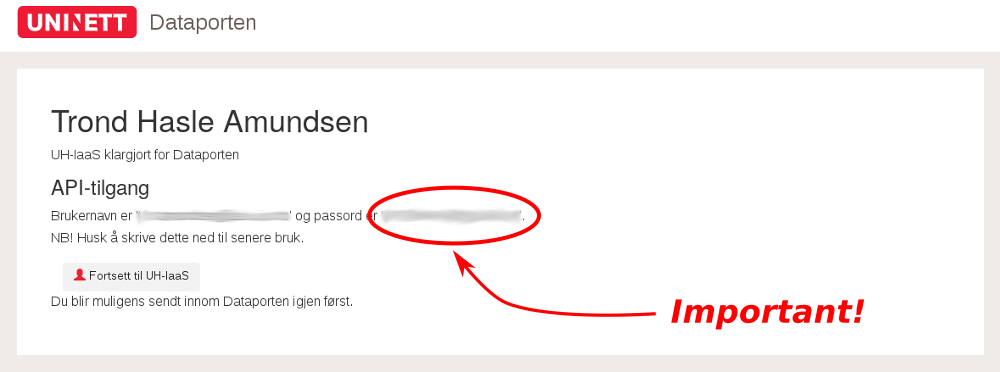 UNINETT Dataporten
Trond Hasle Amundsen
UH-IaaS klargjort for Dataporten
API-tilgang
Brukernavn er '' og passord er ''.
NB! Husk å skrive dette ned til senere bruk.
Fortsett til UH-IaaS
Du blir muligens sendt innom Dataporten igjen først.
Important!